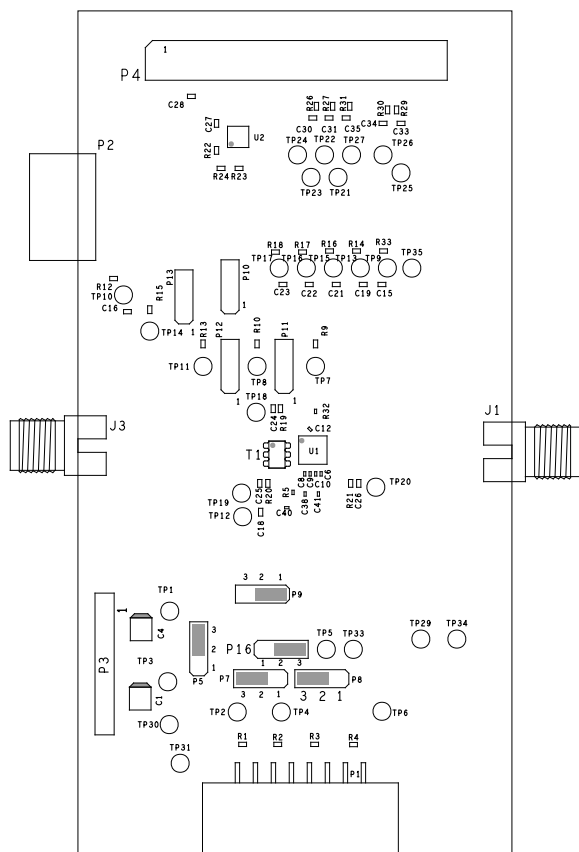 1
P4
C28
R26
R27
R31
R30
R29
C27
U2
C30
C31
C35
C34
C33
R22
TP24
TP22
TP27
TP26
R24
R23
TP23
TP21
TP25
P2
R18
R17
R16
R14
R33
TP17
TP16
TP15
TP13
TP9
TP35
P13
P10
R12
TP10
R15
C23
C22
C21
C19
C15
C16
1
TP14
1
R13
P12
R10
P11
R9
TP11
TP8
TP7
1
1
TP18
C24
R19
R32
J3
J1
C12
T1
U1
C8
C9
C10
C6
C25
R20
R5
R21
C26
TP20
TP19
C38
C41
TP12
C18
C40
3 2 1
P9
TP1
1
C4
3
2
1
P5
P16
1 2 3
TP5
TP33
TP29
TP34
P3
TP3
P7
3 2 1
P8
3 2 1
C1
TP30
TP2
TP4
TP6
R1
R2
R3
R4
TP31
P1